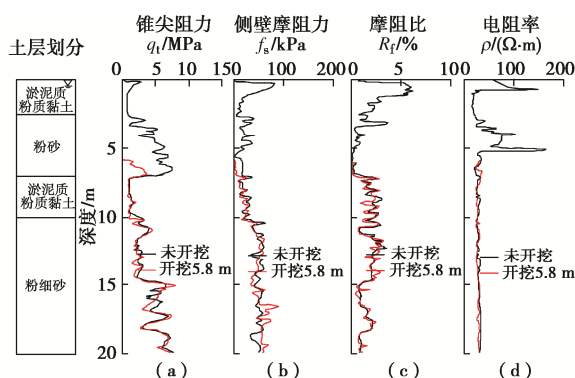 土层划分
锥尖阻力
qt/MPa
侧壁摩阻力
fs/kPa
摩阻比
Rf/%
电阻率
ρ/(Ω·m)
0 5 10 150 100 200 0 5 10 0 100 200
淤泥质
粉质黏土
粉砂
淤泥质
粉质黏土
粉细砂
深度/m
5
10
15
20
未开挖
开挖5.8 m
未开挖
开挖5.8 m
未开挖
开挖5.8 m
未开挖
开挖5.8 m
(a)
(b)
(c)
(d)